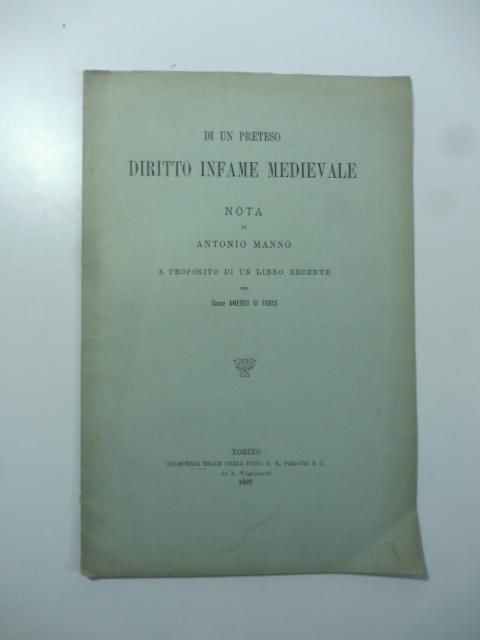 DI UN PRETESO
DIRITTO INFAME MEDIEVALE
NOTA
DI
ANTONIO MANNO
A PROPOSITO DI UN LIBRO RECENTE
DEL
Conte AMEDEO DI FORAS
TORINO
STAMPERIA REALE DELLA DITTA G. B. PARAVIA E C.
di A. Vigliardi
1887